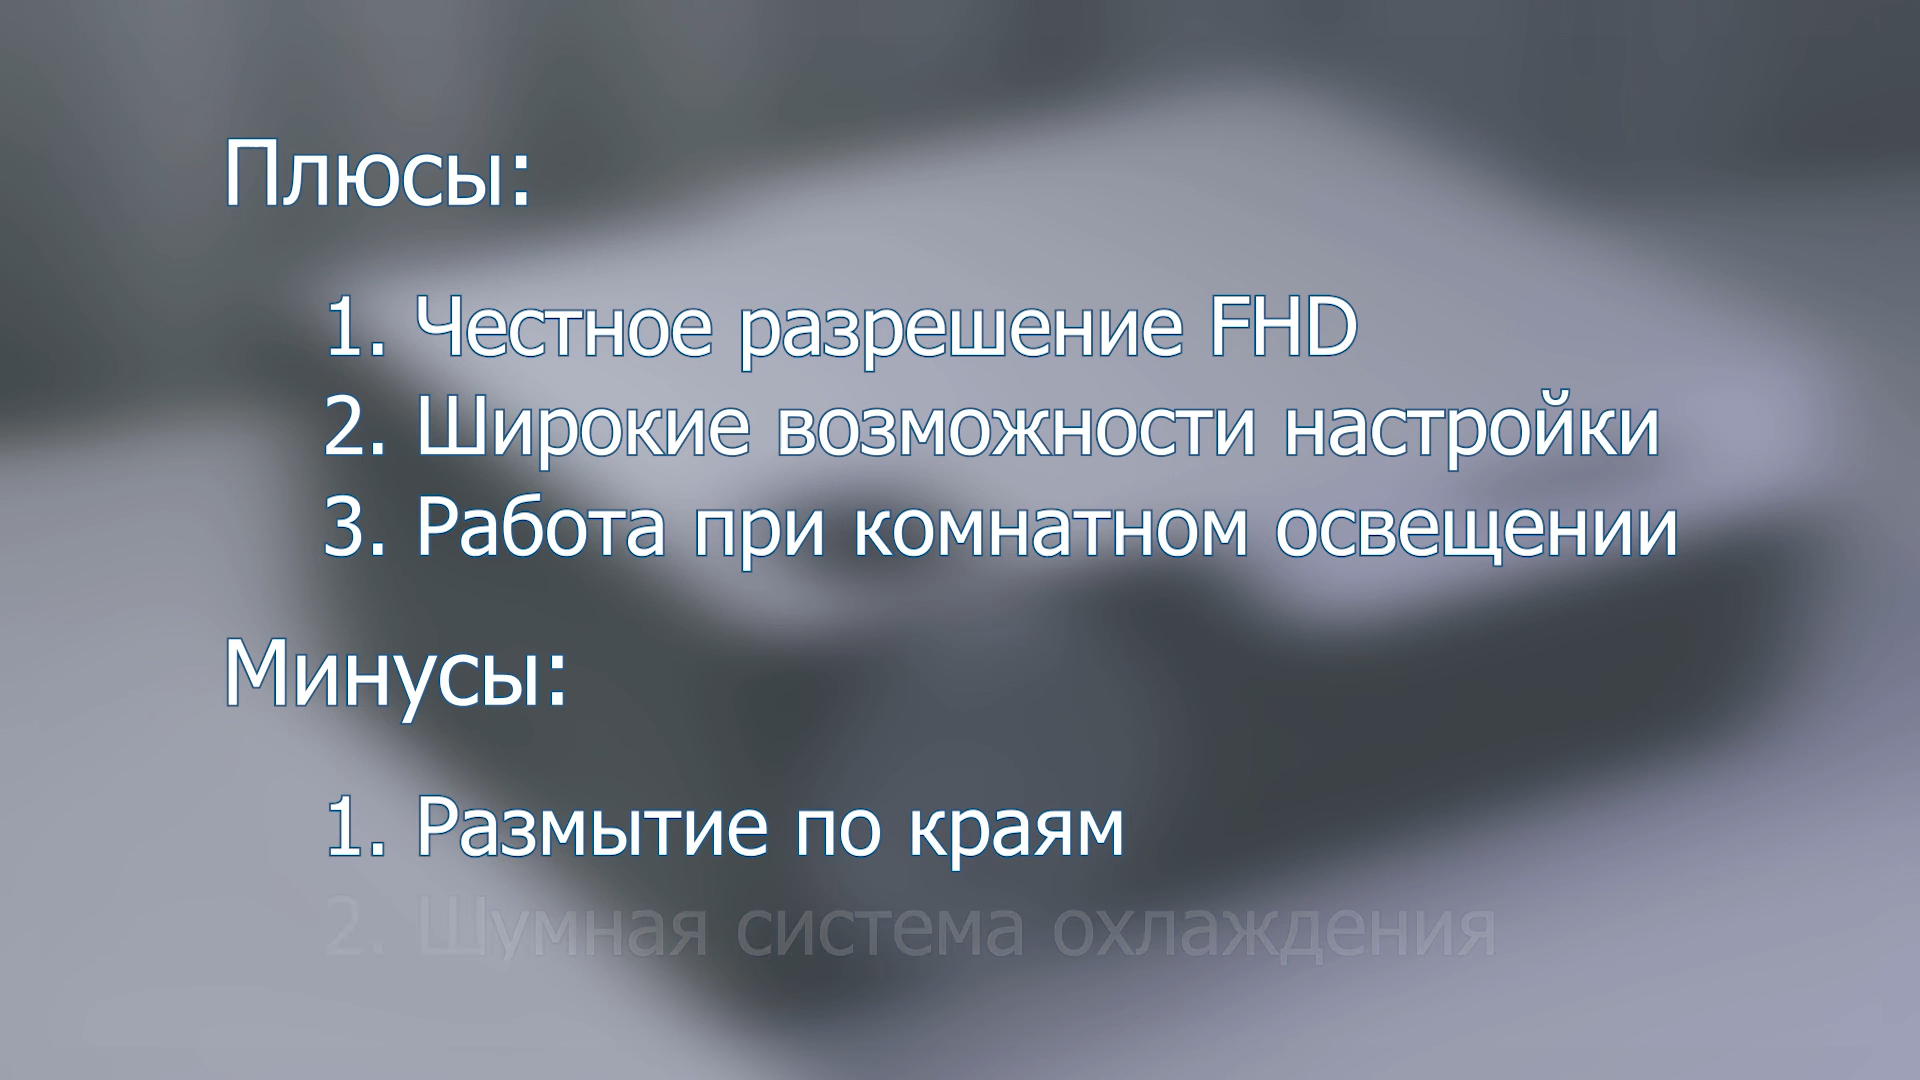 Плюсы:
1. Честное разрешение FHD
2. Широкие возможности настройки
3. Работа при комнатном освещении
Минусы:
1. Размытие по краям
2. Шумная система охлаждения